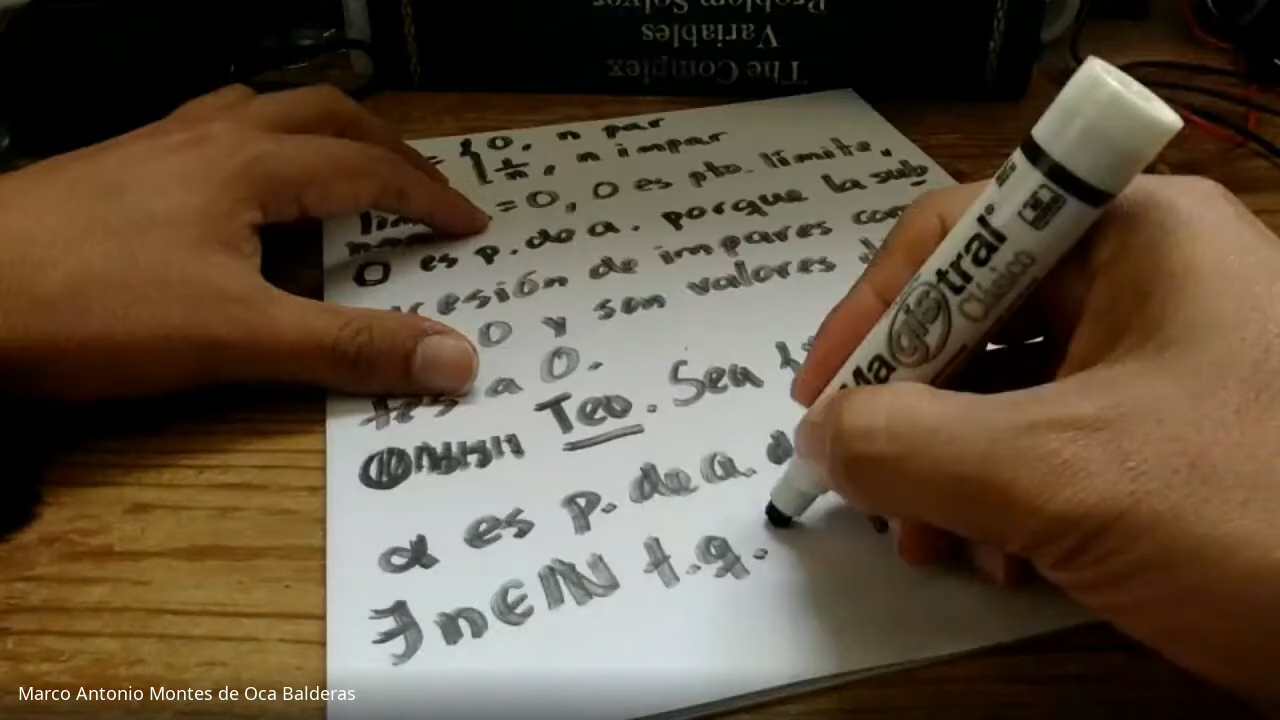 The Complex
Variables
Problem Solver
= { 0, n par
1/n, n impar
= 0, 0 es pto. límite,
0 es p. de a. porque la sub
cesión de impares con
0 y son valores
a 0.
Teo. Sea
α es p. de a.
∃n∈ℕ t.q.
Magistral
Clásico
Marco Antonio Montes de Oca Balderas